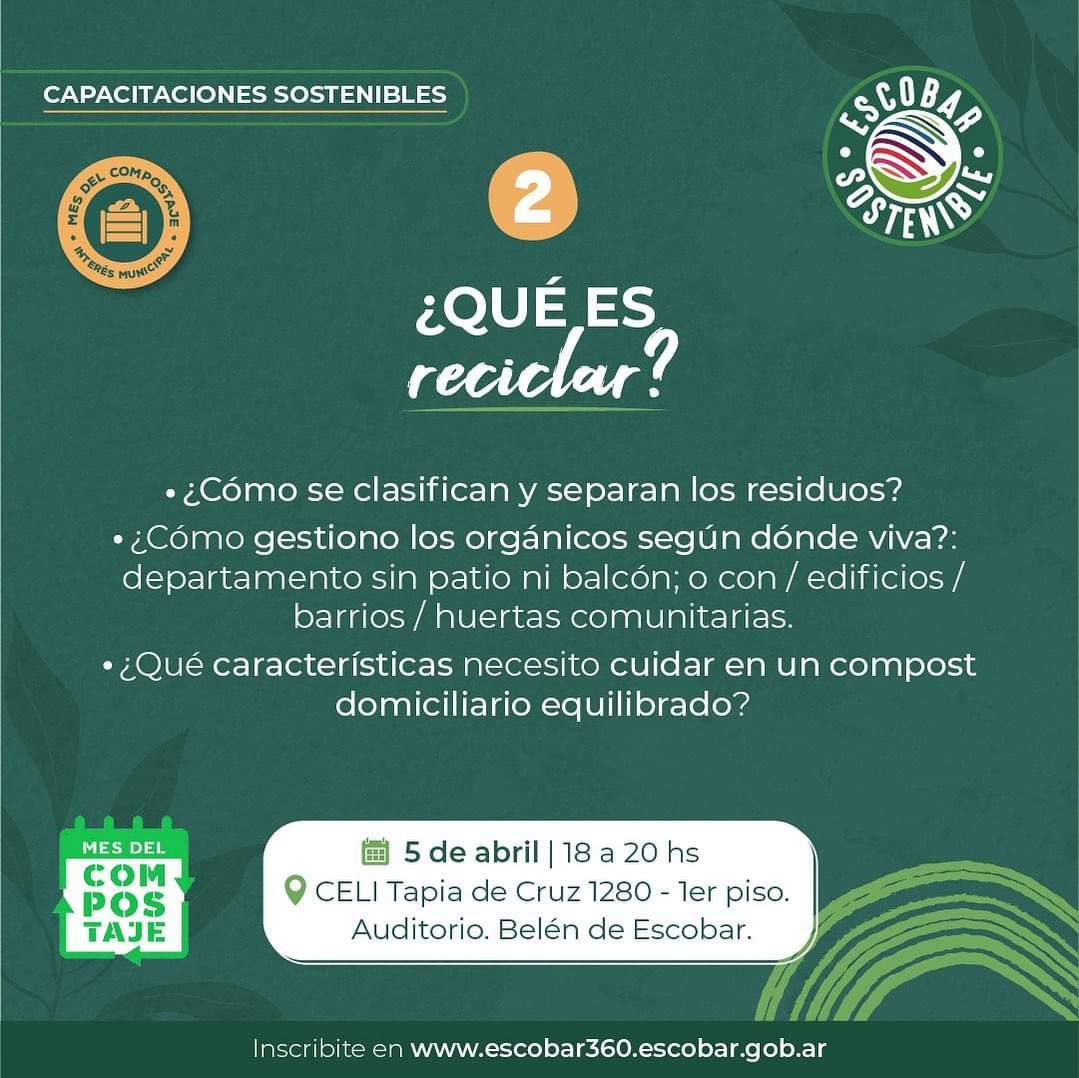 CAPACITACIONES SOSTENIBLES
ESCOBAR SOSTENIBLE
MES DEL COMPOSTAJE
INTERÉS MUNICIPAL
2
¿QUÉ ES
reciclar?
• ¿Cómo se clasifican y separan los residuos?
• ¿Cómo gestiono los orgánicos según dónde viva?:
departamento sin patio ni balcón; o con / edificios /
barrios / huertas comunitarias.
• ¿Qué características necesito cuidar en un compost
domiciliario equilibrado?
MES DEL
COM
POS
TAJE
5 de abril | 18 a 20 hs
CELI Tapia de Cruz 1280 - 1er piso.
Auditorio. Belén de Escobar.
Inscribite en www.escobar360.escobar.gob.ar